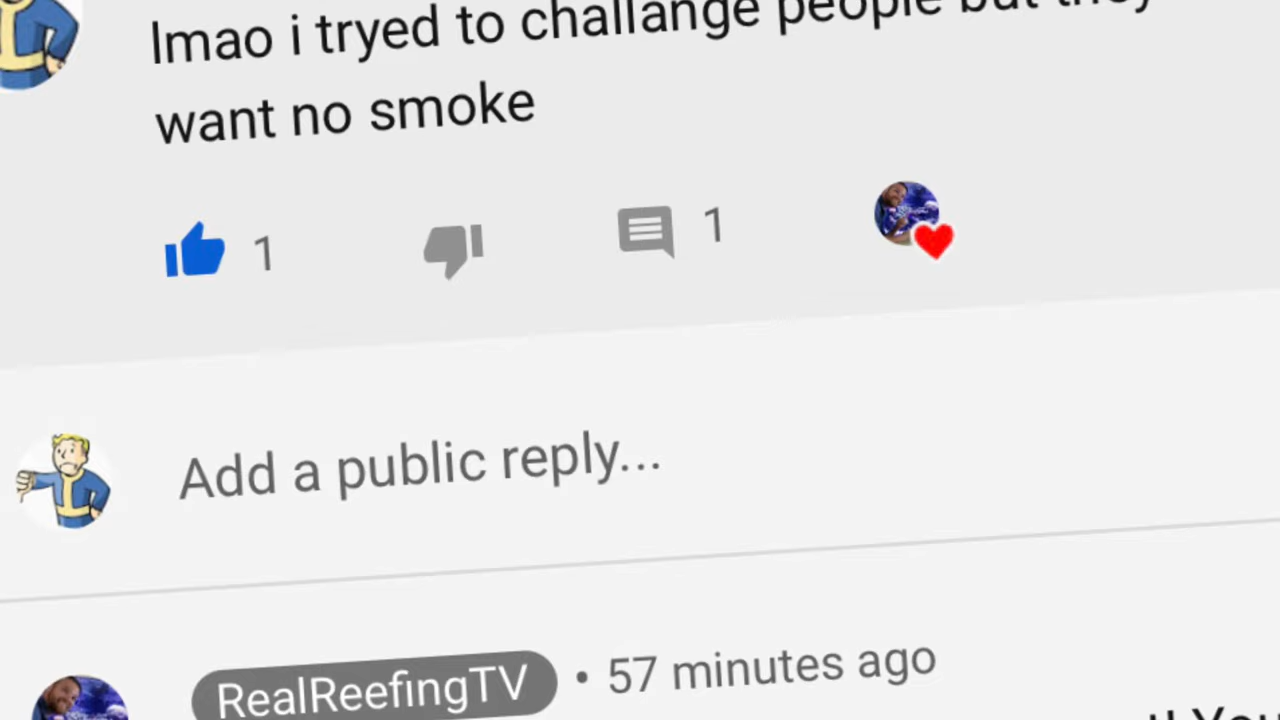 lmao i tryed to challange people but they
want no smoke
1
1
Add a public reply...
RealReefingTV • 57 minutes ago